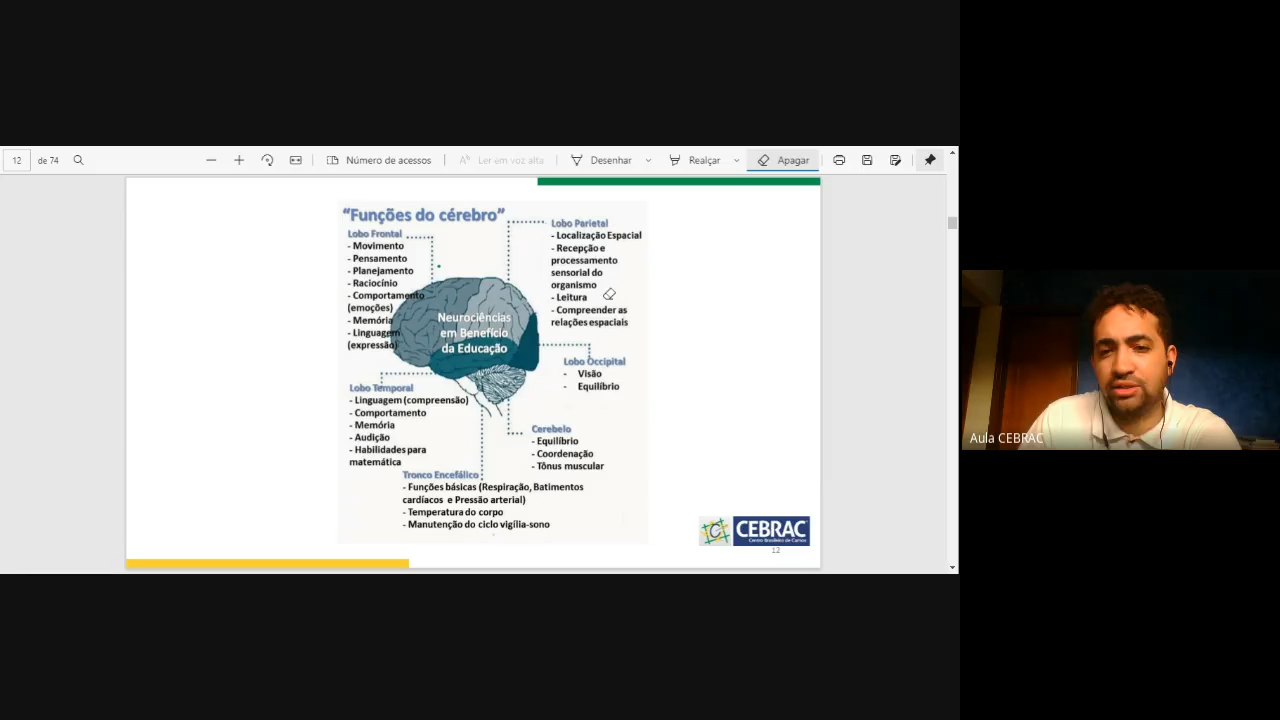 12 de 74
Número de acessos
Ler em voz alta
Desenhar
Realçar
Apagar
“Funções do cérebro”
Lobo Frontal
- Movimento
- Pensamento
- Planejamento
- Raciocínio
- Comportamento
(emoções)
- Memória
- Linguagem
(expressão)
Lobo Parietal
- Localização Espacial
- Recepção e
processamento
sensorial do
organismo
- Leitura
- Compreender as
relações espaciais
Neurociências
em Benefício
da Educação
Lobo Occipital
- Visão
- Equilíbrio
Lobo Temporal
- Linguagem (compreensão)
- Comportamento
- Memória
- Audição
- Habilidades para
matemática
Cerebelo
- Equilíbrio
- Coordenação
- Tônus muscular
Tronco Encefálico
- Funções básicas (Respiração, Batimentos
cardíacos e Pressão arterial)
- Temperatura do corpo
- Manutenção do ciclo vigília-sono
C CEBRAC
Centro Brasileiro de Cursos
12
Aula CEBRAC